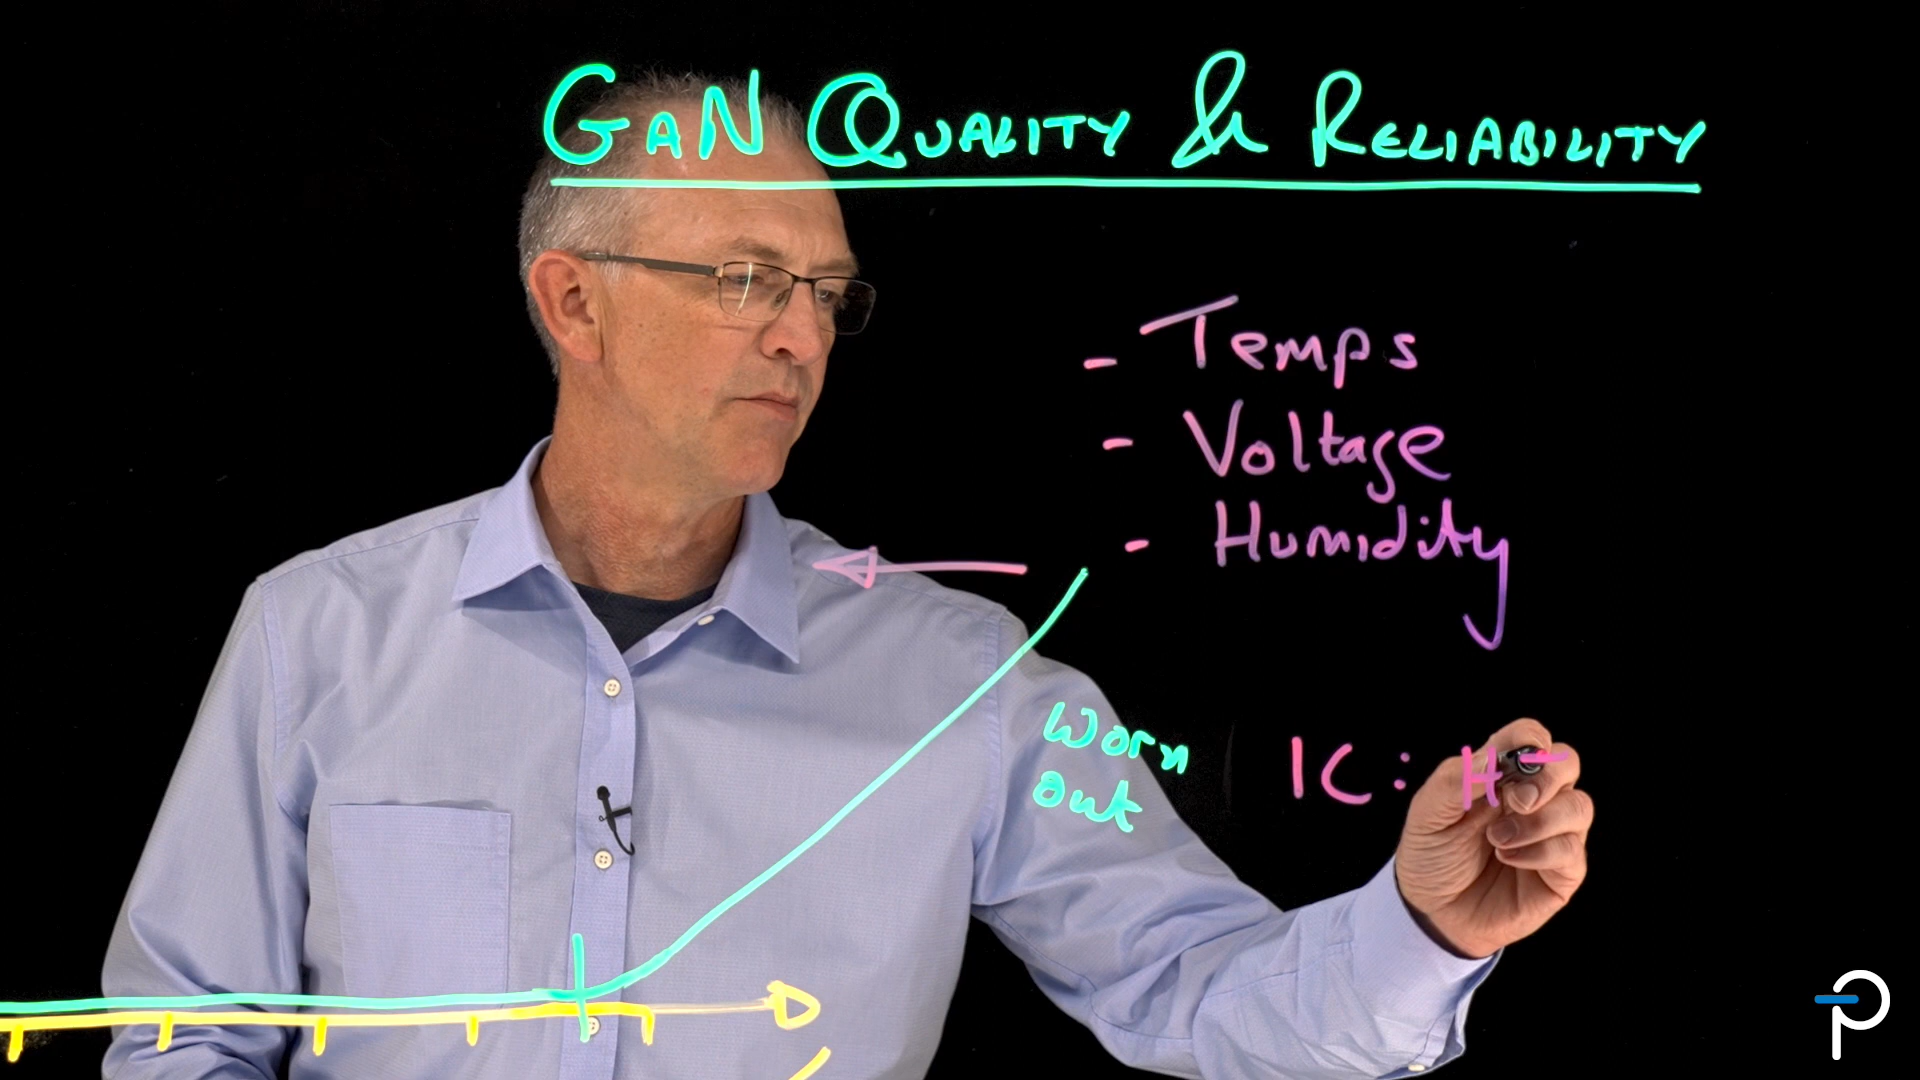 GaN Quality & Reliability
- Temps
- Voltage
- Humidity
Worn
out
IC: H